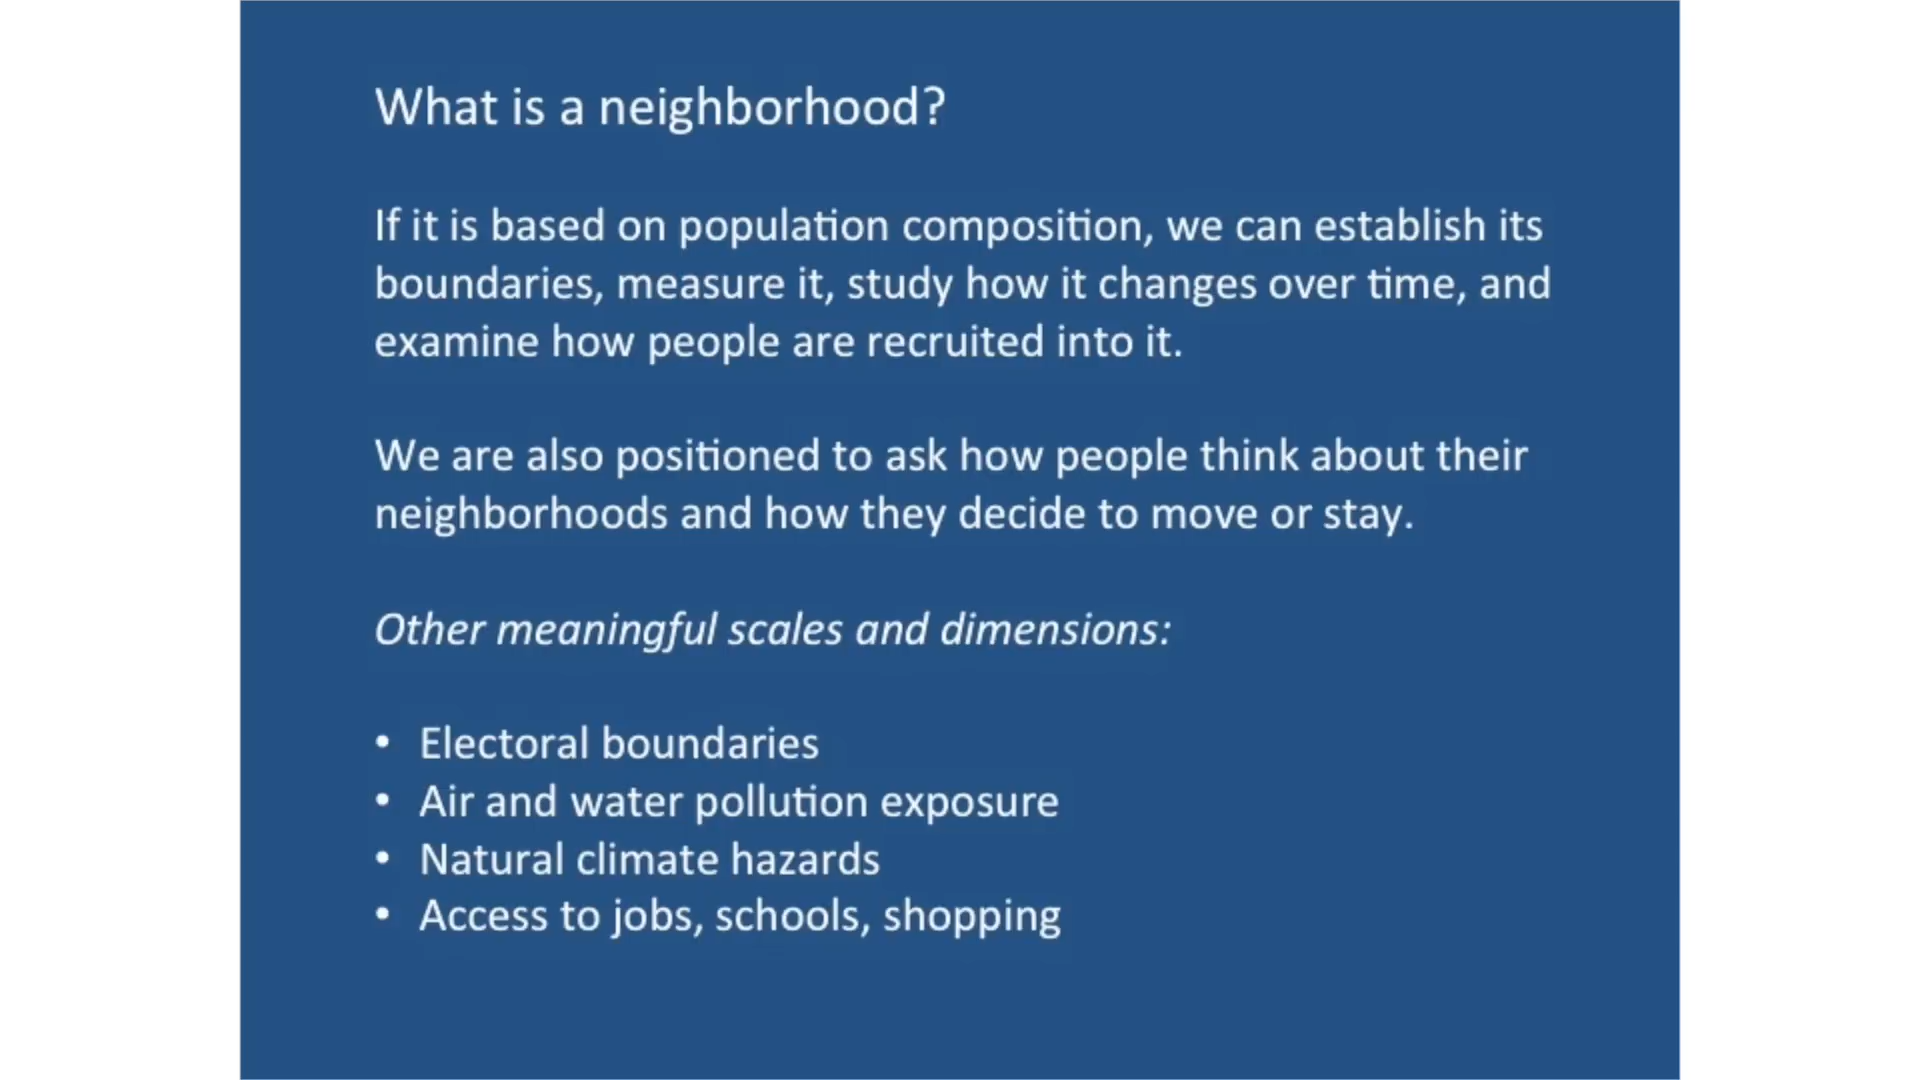 What is a neighborhood?
If it is based on population composition, we can establish its
boundaries, measure it, study how it changes over time, and
examine how people are recruited into it.
We are also positioned to ask how people think about their
neighborhoods and how they decide to move or stay.
Other meaningful scales and dimensions:
• Electoral boundaries
• Air and water pollution exposure
• Natural climate hazards
• Access to jobs, schools, shopping